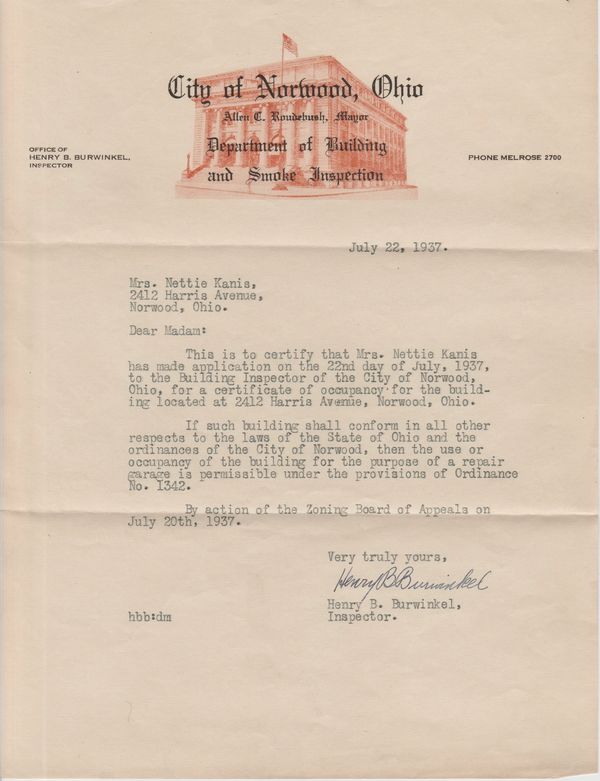 City of Norwood, Ohio
Allen C. Roudebush, Mayor
Department of Building
and Smoke Inspection
OFFICE OF
HENRY B. BURWINKEL,
INSPECTOR
PHONE MELROSE 2700
July 22, 1937.
Mrs. Nettie Kanis,
2412 Harris Avenue,
Norwood, Ohio.
Dear Madam:
This is to certify that Mrs. Nettie Kanis
has made application on the 22nd day of July, 1937,
to the Building Inspector of the City of Norwood,
Ohio, for a certificate of occupancy for the build-
ing located at 2412 Harris Avenue, Norwood, Ohio.
If such building shall conform in all other
respects to the laws of the State of Ohio and the
ordinances of the City of Norwood, then the use or
occupancy of the building for the purpose of a repair
garage is permissible under the provisions of Ordinance
No. 1342.
By action of the Zoning Board of Appeals on
July 20th, 1937.
Very truly yours,
Henry B Burwinkel
Henry B. Burwinkel,
Inspector.
hbb:dm